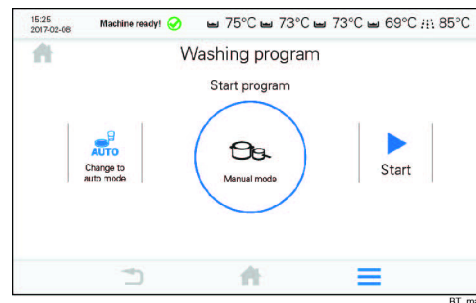 15:25
2017-02-08
Machine ready!
75°C 73°C 73°C 69°C 85°C
Washing program
Start program
AUTO
Change to
auto mode
Manual mode
Start